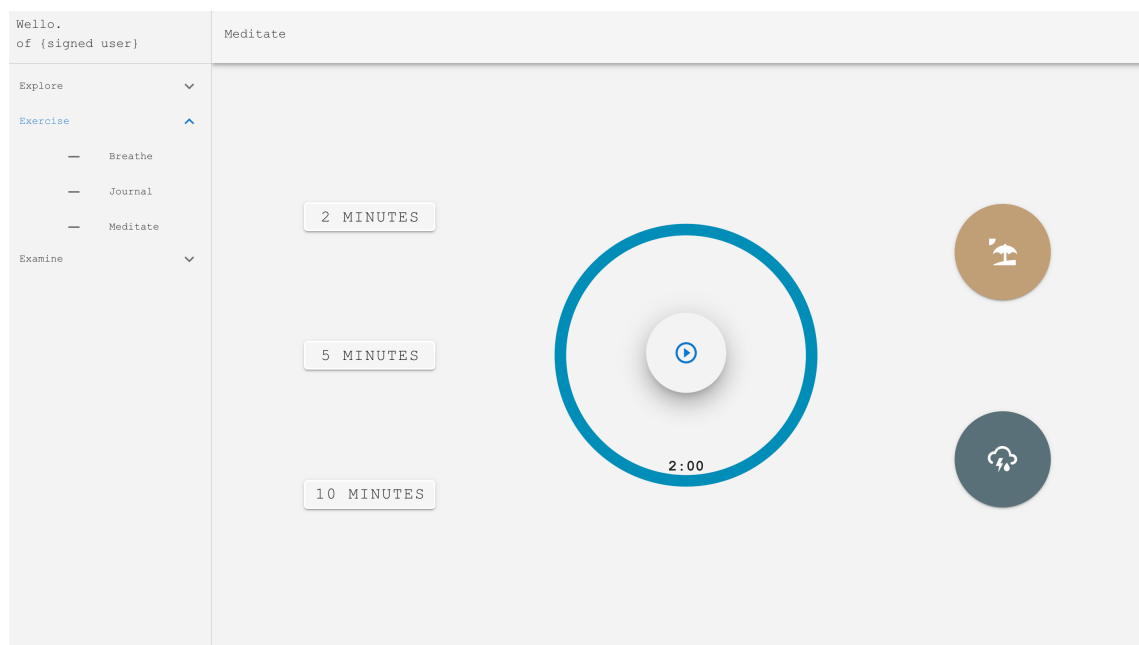 Wello.
of {signed user}
Meditate
Explore
Exercise
Breathe
Journal
Meditate
Examine
2 MINUTES
5 MINUTES
10 MINUTES
2:00